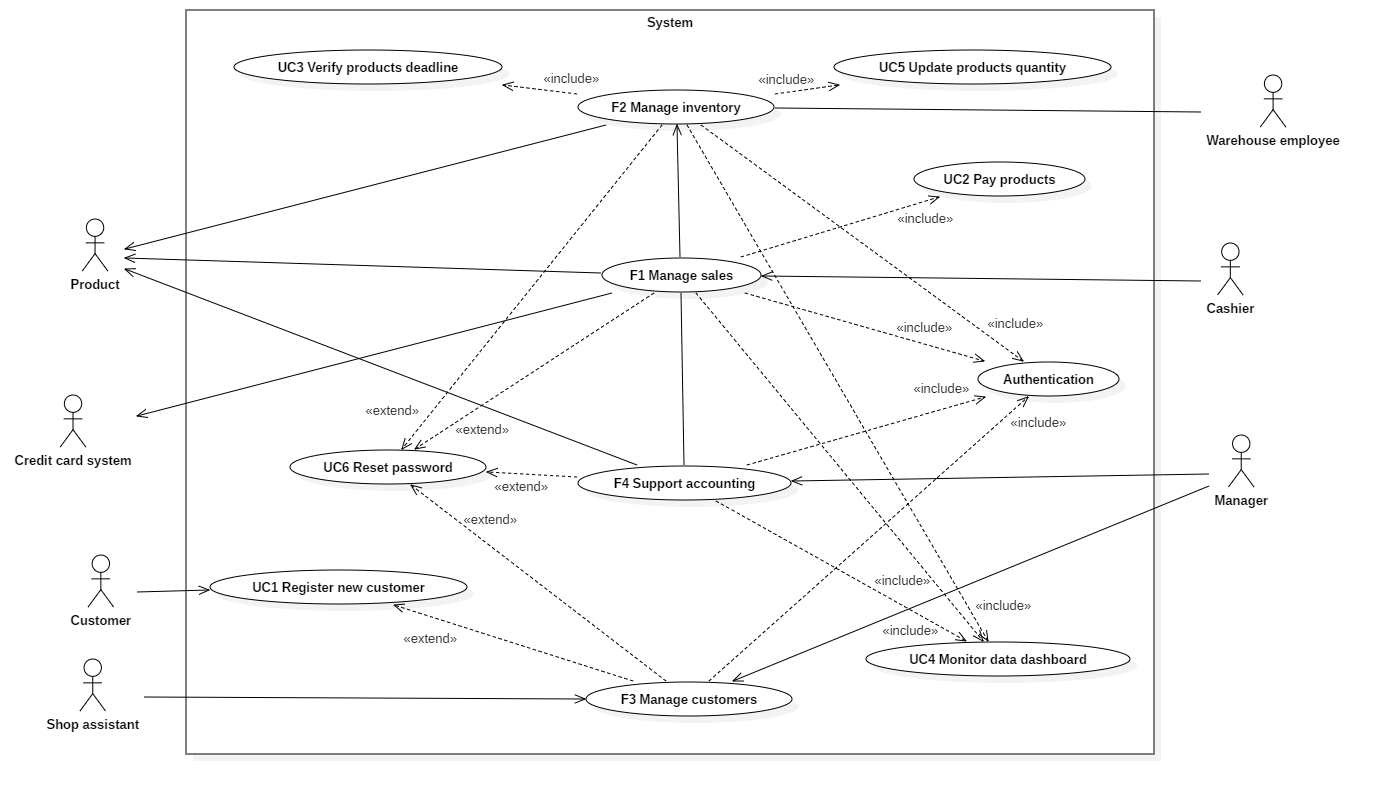 System
UC3 Verify products deadline
«include»
«include»
UC5 Update products quantity
F2 Manage inventory
Warehouse employee
UC2 Pay products
«include»
Product
F1 Manage sales
Cashier
«include»
«include»
Authentication
«include»
«extend»
«extend»
«include»
Credit card system
UC6 Reset password
«extend»
F4 Support accounting
Manager
«extend»
Customer
UC1 Register new customer
«include»
«include»
«extend»
«include»
UC4 Monitor data dashboard
Shop assistant
F3 Manage customers